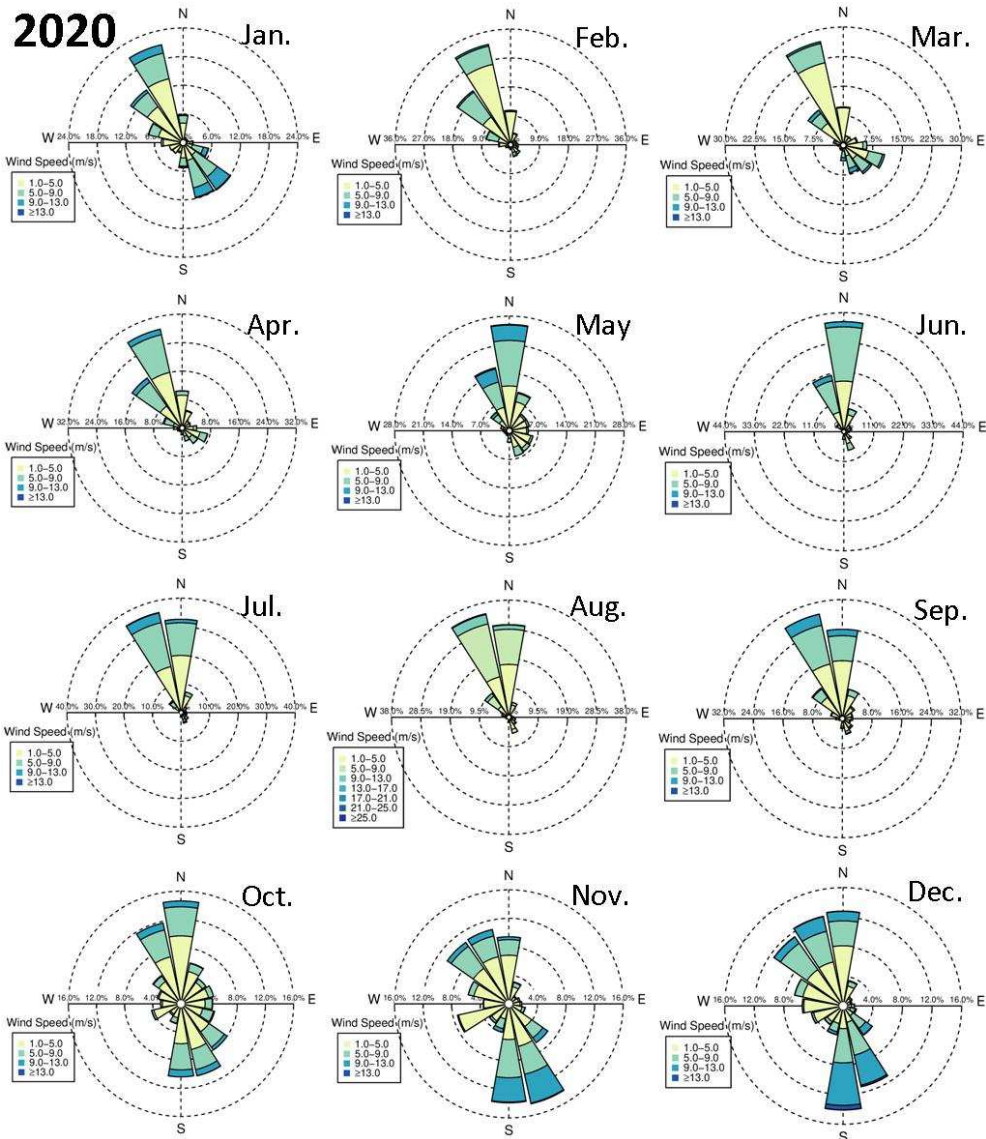 2020
Jan.
N
W 24.0% 18.0% 12.0% 6.0% 12.0% 18.0% 24.0% E
Wind Speed (m/s)
1.0–5.0
5.0–9.0
9.0–13.0
≥13.0
S
Feb.
N
W 36.0% 27.0% 18.0% 9.0% 9.0% 18.0% 27.0% 36.0% E
Wind Speed (m/s)
1.0–5.0
5.0–9.0
9.0–13.0
≥13.0
S
Mar.
N
W 30.0% 22.5% 15.0% 7.5% 15.0% 22.5% 30.0% E
Wind Speed (m/s)
1.0–5.0
5.0–9.0
9.0–13.0
≥13.0
S
Apr.
N
W 32.0% 24.0% 16.0% 8.0% 16.0% 24.0% 32.0% E
Wind Speed (m/s)
1.0–5.0
5.0–9.0
9.0–13.0
≥13.0
S
May
N
W 28.0% 21.0% 14.0% 7.0% 7.0% 14.0% 21.0% 28.0% E
Wind Speed (m/s)
1.0–5.0
5.0–9.0
9.0–13.0
≥13.0
S
Jun.
N
W 44.0% 33.0% 22.0% 11.0% 11.0% 22.0% 33.0% 44.0% E
Wind Speed (m/s)
1.0–5.0
5.0–9.0
9.0–13.0
≥13.0
S
Jul.
N
W 40.0% 30.0% 20.0% 10.0% 10.0% 20.0% 30.0% 40.0% E
Wind Speed (m/s)
1.0–5.0
5.0–9.0
9.0–13.0
≥13.0
S
Aug.
N
W 38.0% 28.5% 19.0% 9.5% 9.5% 19.0% 28.5% 38.0% E
Wind Speed (m/s)
1.0–5.0
5.0–9.0
9.0–13.0
13.0–17.0
17.0–21.0
21.0–25.0
≥25.0
S
Sep.
N
W 32.0% 24.0% 16.0% 8.0% 8.0% 16.0% 24.0% 32.0% E
Wind Speed (m/s)
1.0–5.0
5.0–9.0
9.0–13.0
≥13.0
S
Oct.
N
W 16.0% 12.0% 8.0% 4.0% 8.0% 12.0% 16.0% E
Wind Speed (m/s)
1.0–5.0
5.0–9.0
9.0–13.0
≥13.0
S
Nov.
N
W 16.0% 12.0% 8.0% 4.0% 4.0% 8.0% 12.0% 16.0% E
Wind Speed (m/s)
1.0–5.0
5.0–9.0
9.0–13.0
≥13.0
S
Dec.
N
W 16.0% 12.0% 8.0% 4.0% 8.0% 12.0% 16.0% E
Wind Speed (m/s)
1.0–5.0
5.0–9.0
9.0–13.0
≥13.0
S